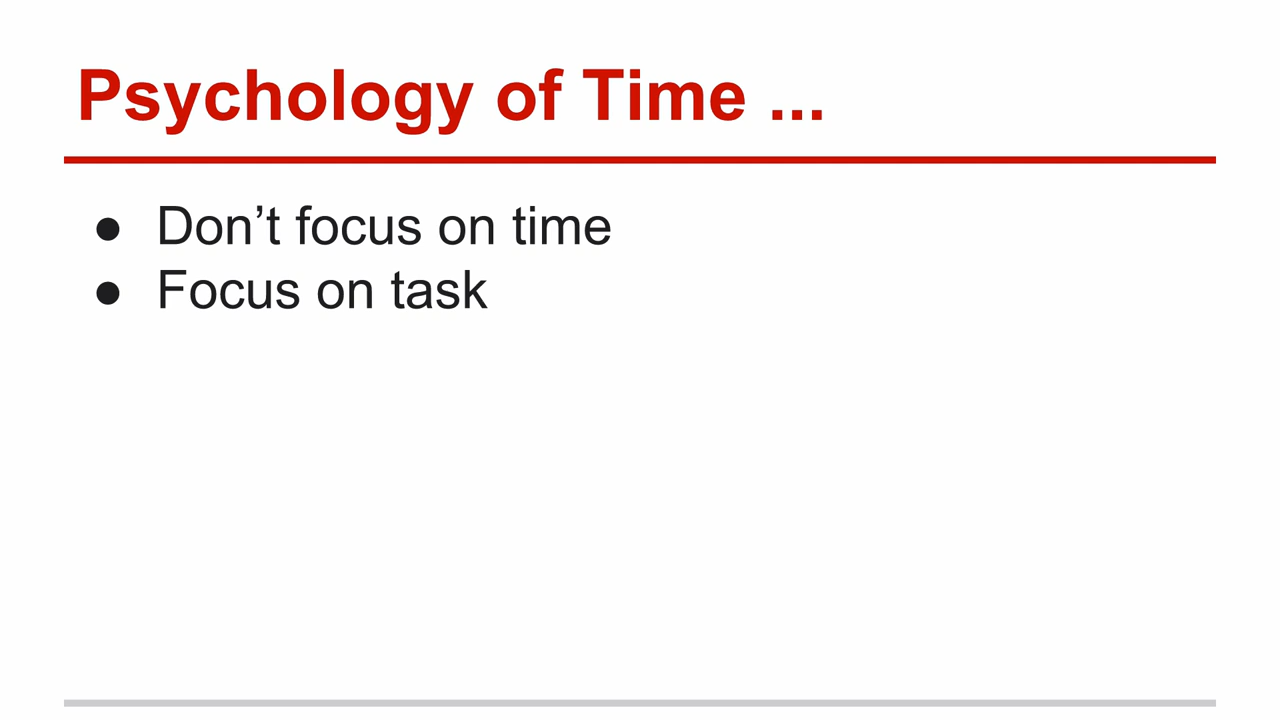 Psychology of Time ...
● Don’t focus on time
● Focus on task